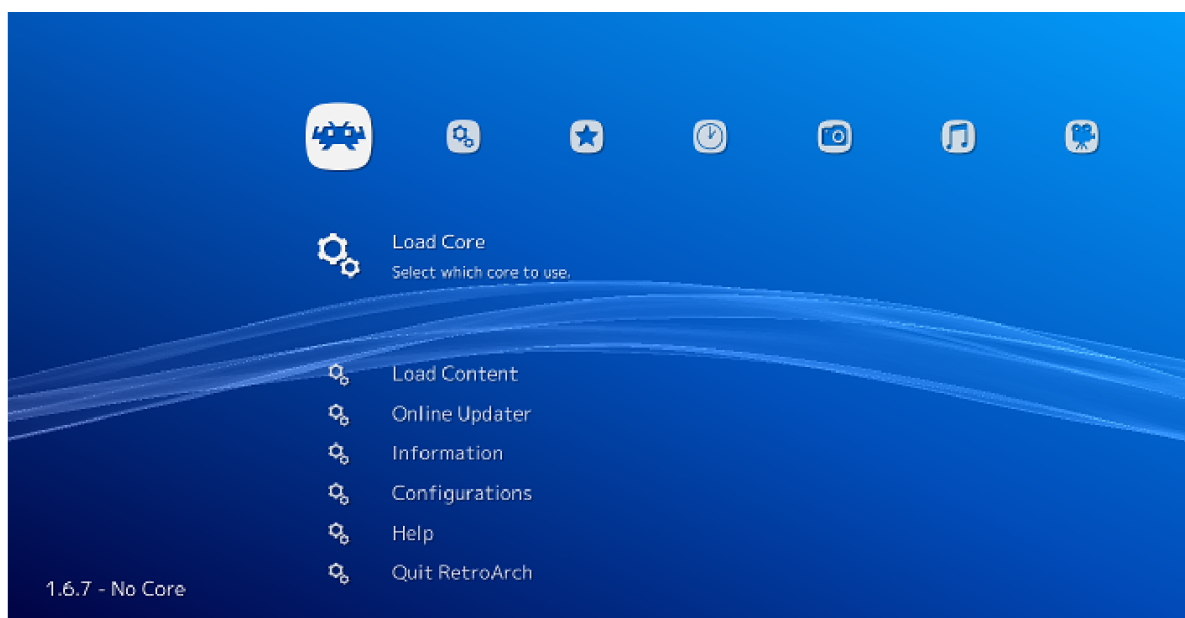 Load Core
Select which core to use.
Load Content
Online Updater
Information
Configurations
Help
Quit RetroArch
1.6.7 - No Core